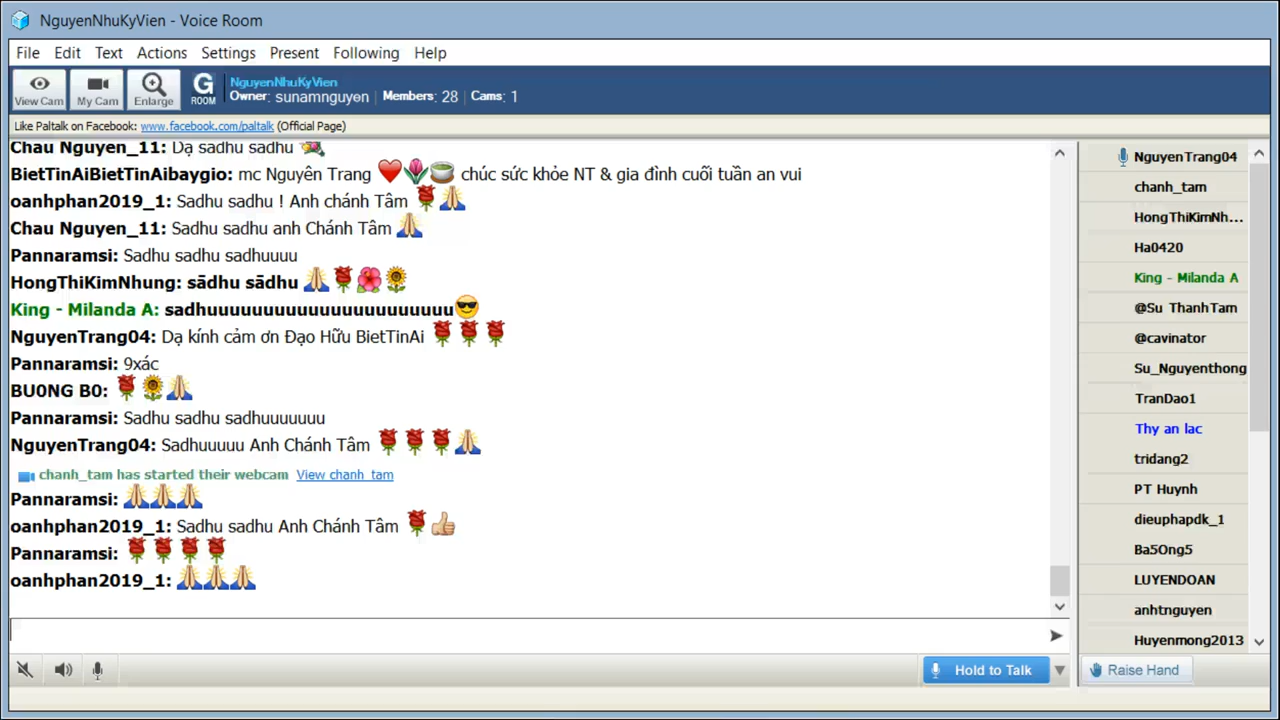 NguyenNhuKyVien - Voice Room
File Edit Text Actions Settings Present Following Help
View Cam My Cam Enlarge G ROOM
NguyenNhuKyVien
Owner: sunamnguyen | Members: 28 | Cams: 1
Like Paltalk on Facebook: www.facebook.com/paltalk (Official Page)
Chau Nguyen_11: Dạ sadhu sadhu
BietTinAiBietTinAibaygio: mc Nguyên Trang chúc sức khỏe NT & gia đình cuối tuần an vui
oanhphan2019_1: Sadhu sadhu ! Anh chánh Tâm
Chau Nguyen_11: Sadhu sadhu anh Chánh Tâm
Pannaramsi: Sadhu sadhu sadhuuuu
HongThiKimNhung: sādhu sādhu
King - Milanda A: sadhuuuuuuuuuuuuuuuuuuuuuu
NguyenTrang04: Dạ kính cảm ơn Đạo Hữu BietTinAi
Pannaramsi: 9xác
BU0NG B0:
Pannaramsi: Sadhu sadhu sadhuuuuuuu
NguyenTrang04: Sadhuuuuu Anh Chánh Tâm
chanh_tam has started their webcam View chanh_tam
Pannaramsi:
oanhphan2019_1: Sadhu sadhu Anh Chánh Tâm
Pannaramsi:
oanhphan2019_1:
Hold to Talk
NguyenTrang04
chanh_tam
HongThiKimNh...
Ha0420
King - Milanda A
@Su ThanhTam
@cavinator
Su_Nguyenthong
TranDao1
Thy an lac
tridang2
PT Huynh
dieuphapdk_1
Ba5Ong5
LUYENDOAN
anhtnguyen
Huyenmong2013
Raise Hand